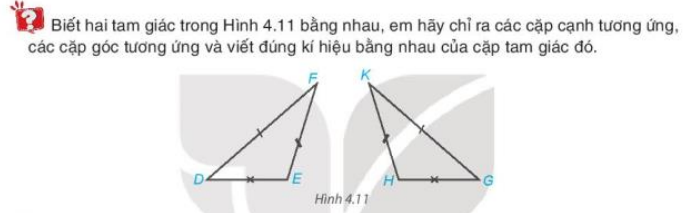 Biết hai tam giác trong Hình 4.11 bằng nhau, em hãy chỉ ra các cặp cạnh tương ứng,
các cặp góc tương ứng và viết đúng kí hiệu bằng nhau của cặp tam giác đó.
F K
D E H G
Hình 4.11